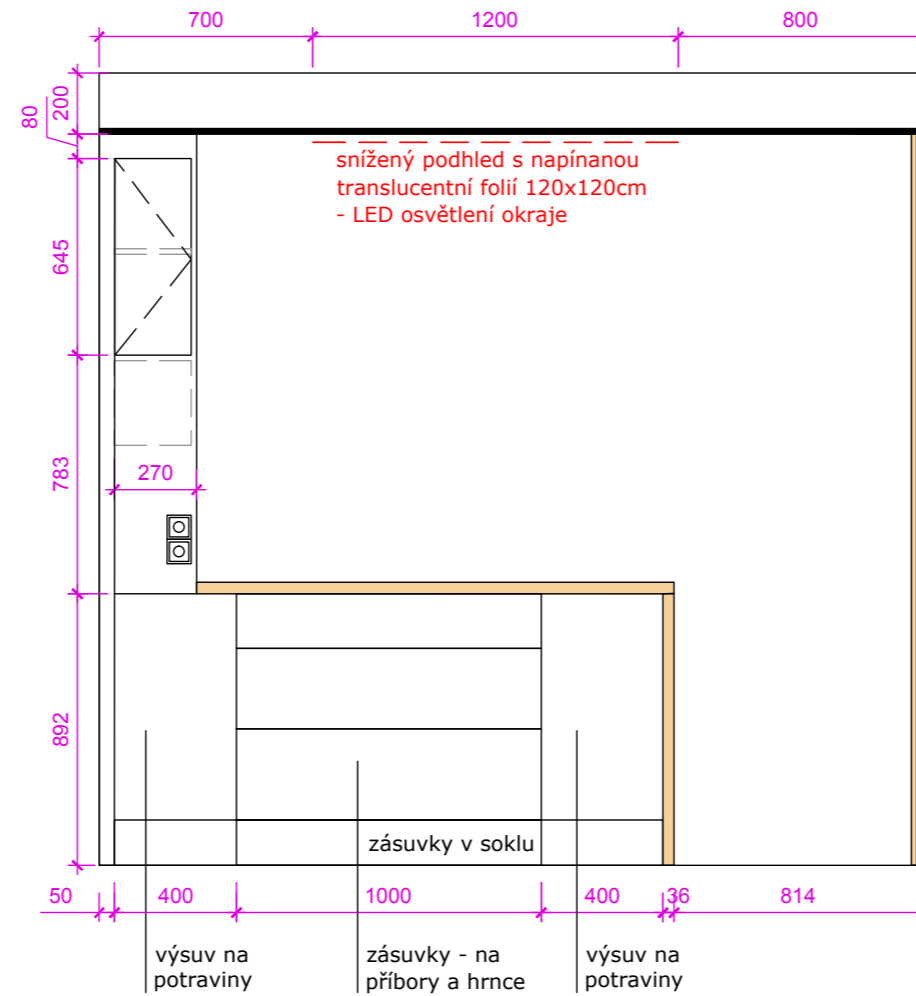 700
1200
800
200
80
snížený podhled s napínanou
translucentní folií 120x120cm
- LED osvětlení okraje
645
783
270
892
zásuvky v soklu
50
400
1000
400
36
814
výsuv na
potraviny
zásuvky - na
příbory a hrnce
výsuv na
potraviny